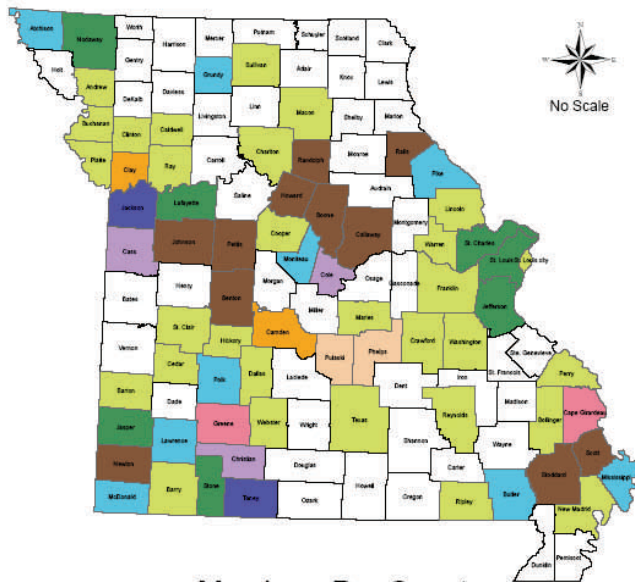 Atchison
Nodaway
Worth
Harrison
Mercer
Putnam
Schuyler
Scotland
Clark
Holt
Gentry
Grundy
Sullivan
Adair
Knox
Lewis
Andrew
DeKalb
Daviess
Linn
Macon
Shelby
Marion
No Scale
Buchanan
Clinton
Caldwell
Livingston
Chariton
Randolph
Monroe
Ralls
Pike
Platte
Clay
Ray
Carroll
Saline
Howard
Boone
Audrain
Callaway
Montgomery
Lincoln
Jackson
Lafayette
Cooper
Moniteau
Cole
Warren
St. Charles
St. Louis
St. Louis city
Cass
Johnson
Pettis
Morgan
Osage
Gasconade
Franklin
Jefferson
Bates
Henry
Benton
Miller
Camden
Maries
Crawford
Washington
Ste. Genevieve
St. Francois
Perry
Vernon
St. Clair
Hickory
Pulaski
Phelps
Cedar
Polk
Dallas
Laclede
Dent
Iron
Madison
Bollinger
Cape Girardeau
Barton
Dade
Greene
Webster
Wright
Texas
Shannon
Reynolds
Wayne
Scott
Jasper
Lawrence
Christian
Douglas
Carter
Stoddard
Mississippi
Newton
McDonald
Barry
Stone
Taney
Ozark
Howell
Oregon
Ripley
Butler
New Madrid
Dunklin
Pemiscot